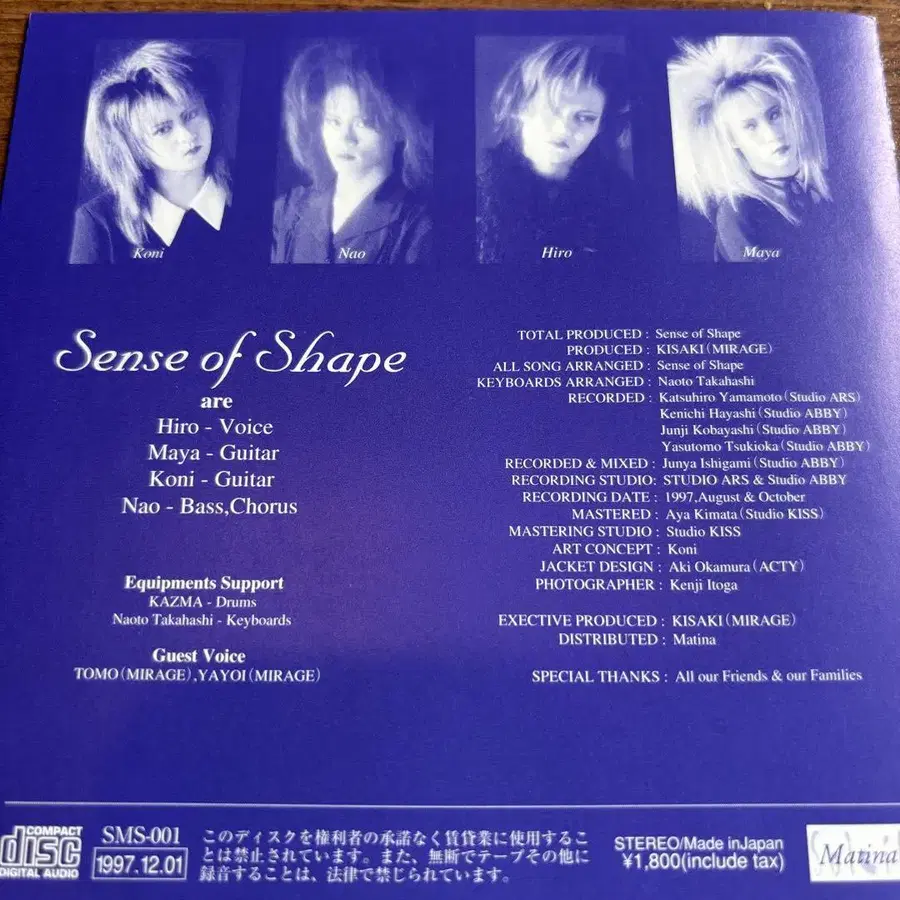 Koni
Nao
Hiro
Maya
Sense of Shape
are
Hiro - Voice
Maya - Guitar
Koni - Guitar
Nao - Bass,Chorus
Equipments Support
KAZMA - Drums
Naoto Takahashi - Keyboards
Guest Voice
TOMO(MIRAGE),YAYOI(MIRAGE)
TOTAL PRODUCED : Sense of Shape
PRODUCED : KISAKI(MIRAGE)
ALL SONG ARRANGED : Sense of Shape
KEYBOARDS ARRANGED : Naoto Takahashi
RECORDED : Katsuhiro Yamamoto(Studio ARS)
Kenichi Hayashi(Studio ABBY)
Junji Kobayashi(Studio ABBY)
Yasutomo Tsukioka(Studio ABBY)
RECORDED & MIXED : Junya Ishigami(Studio ABBY)
RECORDING STUDIO: STUDIO ARS & Studio ABBY
RECORDING DATE : 1997,August & October
MASTERED : Aya Kimata(Studio KISS)
MASTERING STUDIO : Studio KISS
ART CONCEPT : Koni
JACKET DESIGN : Aki Okamura(ACTY)
PHOTOGRAPHER : Kenji Itoga
EXECTIVE PRODUCED : KISAKI(MIRAGE)
DISTRIBUTED : Matina
SPECIAL THANKS : All our Friends & our Families
COMPACT
disc
DIGITAL AUDIO
SMS-001
1997.12.01
このディスクを権利者の承諾なく賃貸業に使用するこ
とは禁止されています。また、無断でテープその他に
録音することは、法律で禁じられています。
STEREO/Made in Japan
¥1,800(include tax)
Matina